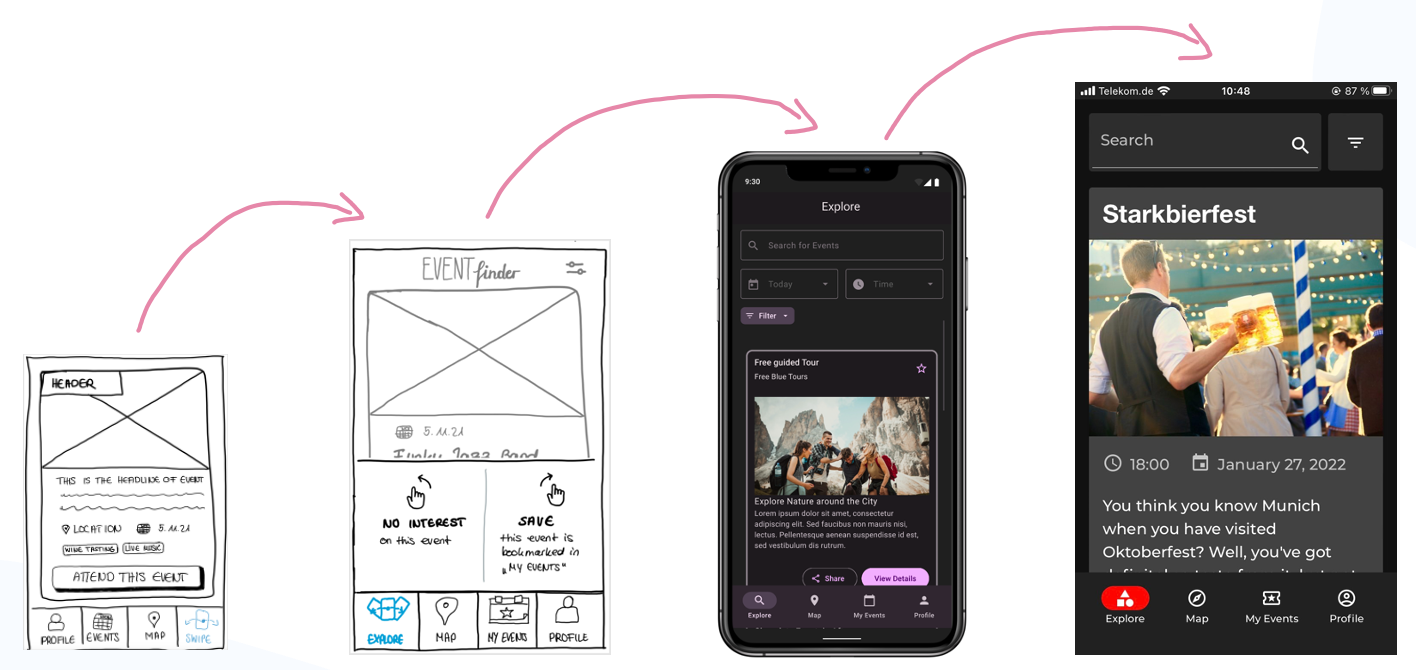 HEADER
THIS IS THE HEADLINE OF EVENT
LOCATION 5.11.21
WINE TASTING LIVE MUSIC
ATTEND THIS EVENT
PROFILE EVENTS MAP SWIPE
EVENTfinder
5.11.21
Funky Jazz Band
NO INTEREST
on this event
SAVE
this event is
bookmarked in
„MY EVENTS"
EXPLORE MAP MY EVENTS PROFILE
9:30
Explore
Search for Events
Today Time
Filter
Free guided Tour
Free Blue Tours
Explore Nature around the City
Lorem ipsum dolor sit amet, consectetur
adipiscing elit. Sed faucibus non mauris nisi,
lectus. Pellentesque aenean suspendisse id est,
sed vestibulum dis rutrum.
Share View Details
Explore Map My Events Profile
Telekom.de 10:48 87 %
Search
Starkbierfest
18:00 January 27, 2022
You think you know Munich
when you have visited
Oktoberfest? Well, you've got
Explore Map My Events Profile